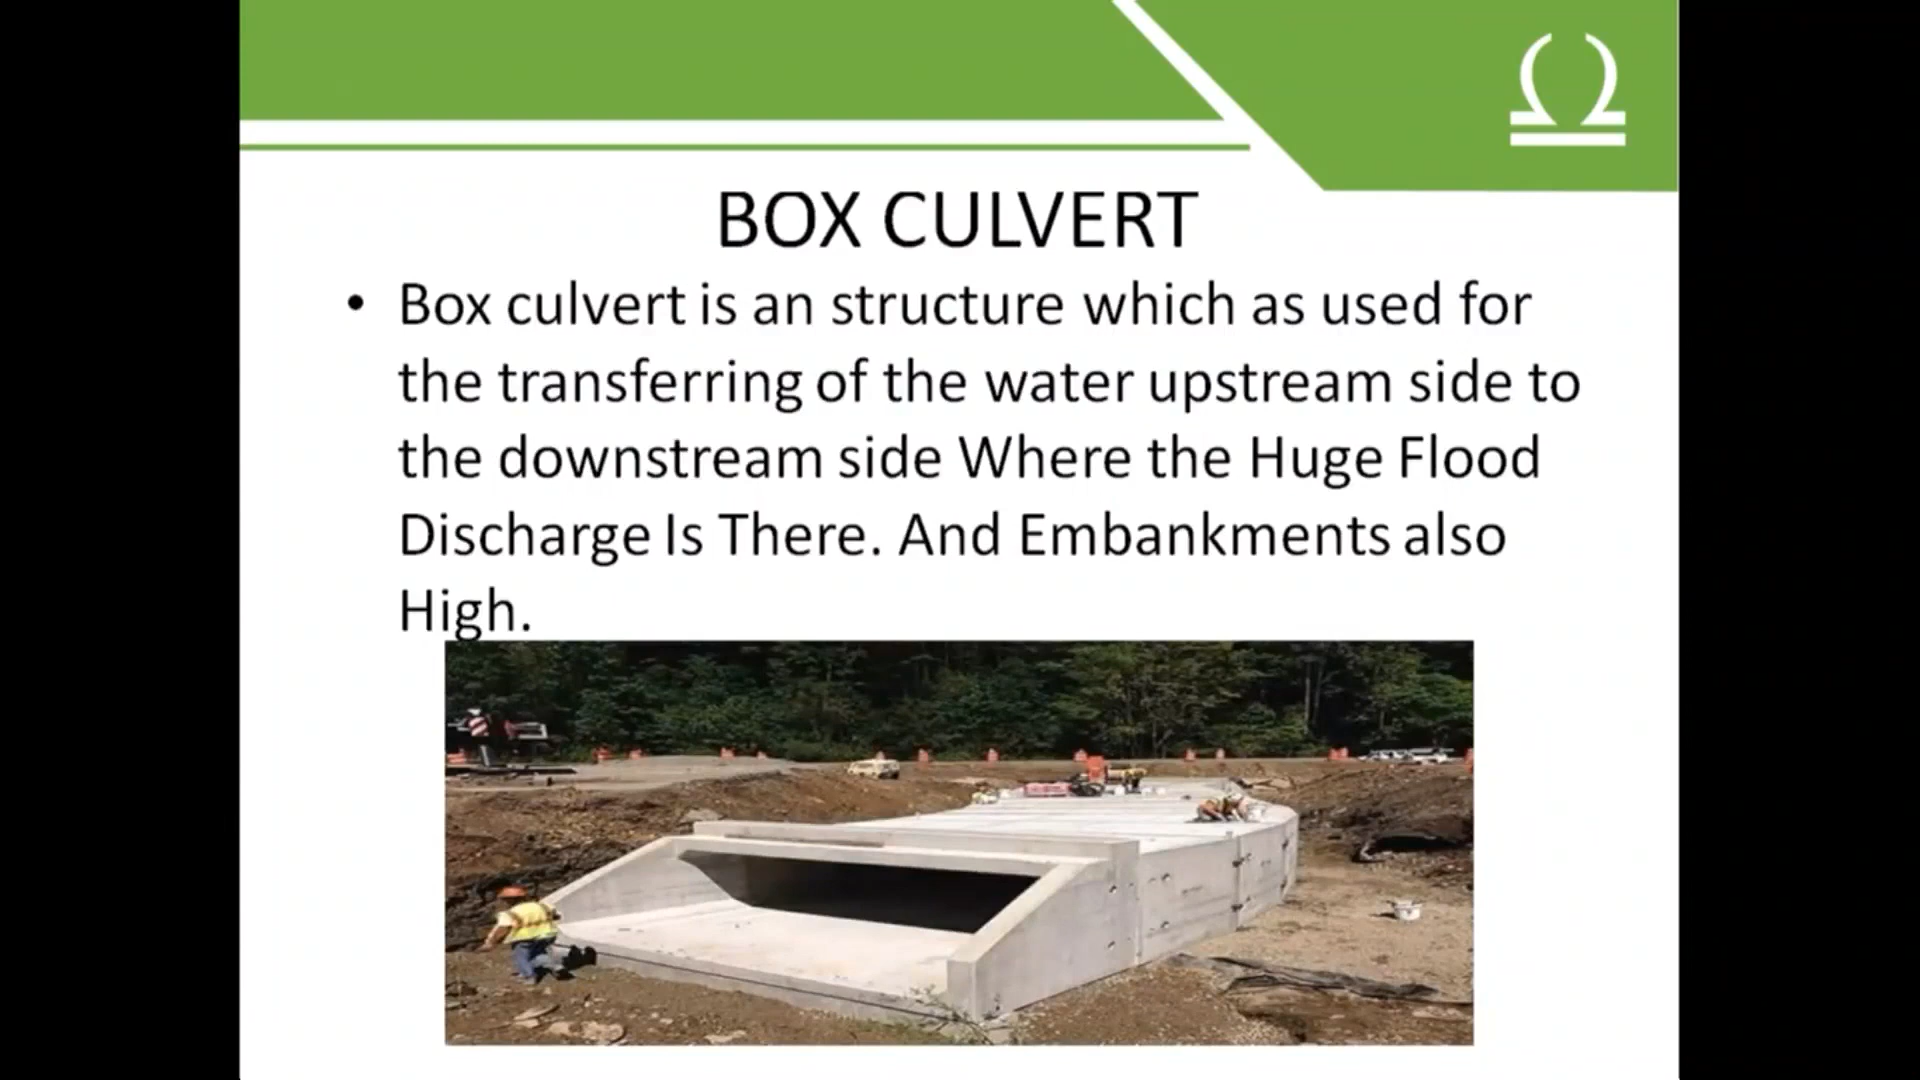 BOX CULVERT
• Box culvert is an structure which as used for
the transferring of the water upstream side to
the downstream side Where the Huge Flood
Discharge Is There. And Embankments also
High.